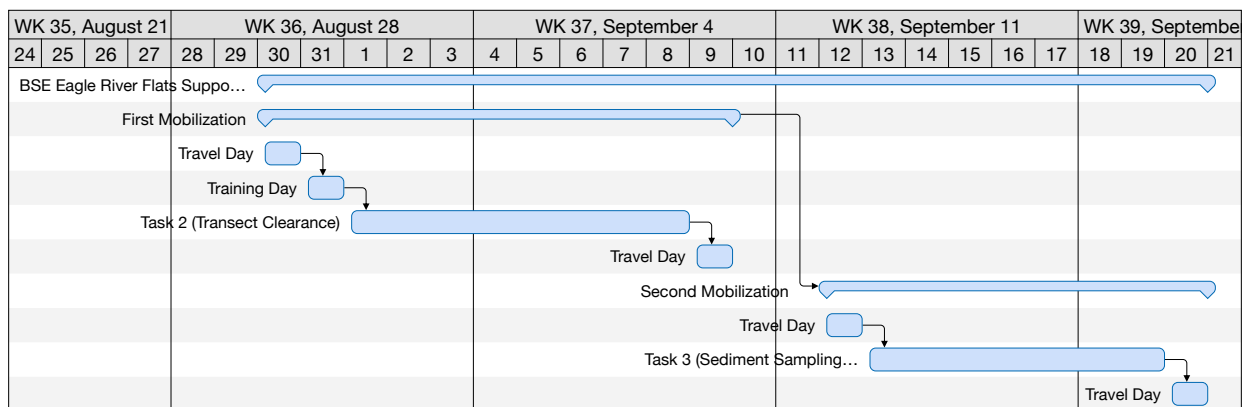 WK 35, August 21 WK 36, August 28 WK 37, September 4 WK 38, September 11 WK 39, September
24 25 26 27 28 29 30 31 1 2 3 4 5 6 7 8 9 10 11 12 13 14 15 16 17 18 19 20 21
BSE Eagle River Flats Suppo…
First Mobilization
Travel Day
Training Day
Task 2 (Transect Clearance)
Travel Day
Second Mobilization
Travel Day
Task 3 (Sediment Sampling…
Travel Day